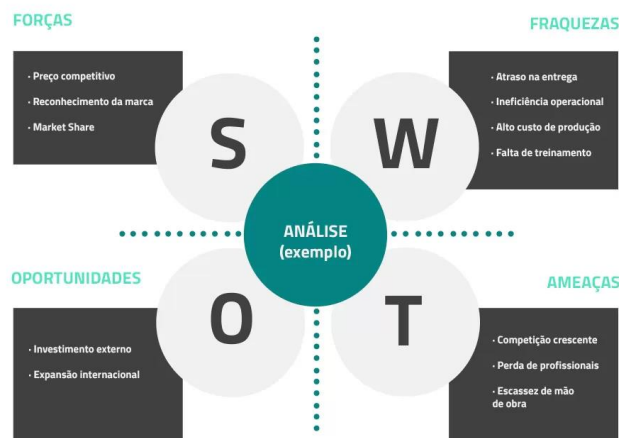 FORÇAS
· Preço competitivo
· Reconhecimento da marca
· Market Share
S
FRAQUEZAS
· Atraso na entrega
· Ineficiência operacional
· Alto custo de produção
· Falta de treinamento
W
ANÁLISE
(exemplo)
OPORTUNIDADES
· Investimento externo
· Expansão internacional
O
AMEAÇAS
· Competição crescente
· Perda de profissionais
· Escassez de mão
de obra
T